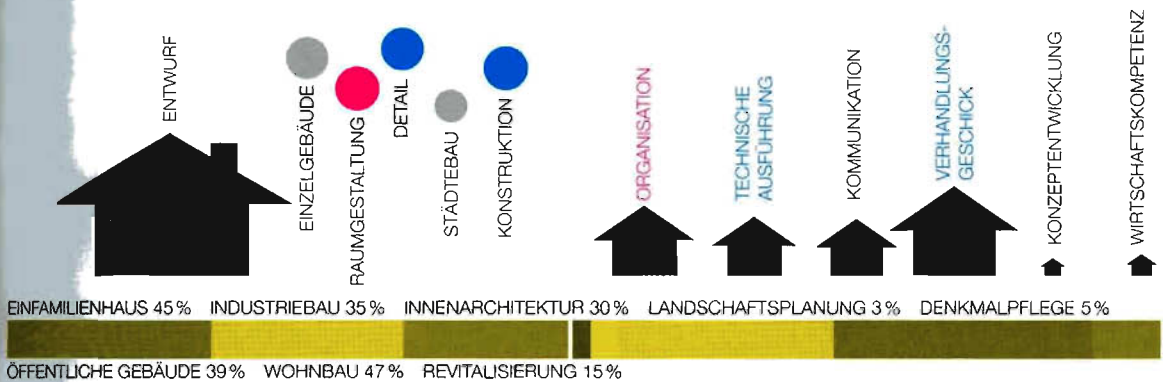 ENTWURF
EINZELGEBÄUDE
RAUMGESTALTUNG
DETAIL
STÄDTEBAU
KONSTRUKTION
ORGANISATION
TECHNISCHE
AUSFÜHRUNG
KOMMUNIKATION
VERHANDLUNGS-
GESCHICK
KONZEPTENTWICKLUNG
WIRTSCHAFTSKOMPETENZ
EINFAMILIENHAUS 45 % INDUSTRIEBAU 35 % INNENARCHITEKTUR 30 % LANDSCHAFTSPLANUNG 3 % DENKMALPFLEGE 5 %
ÖFFENTLICHE GEBÄUDE 39 % WOHNBAU 47 % REVITALISIERUNG 15 %